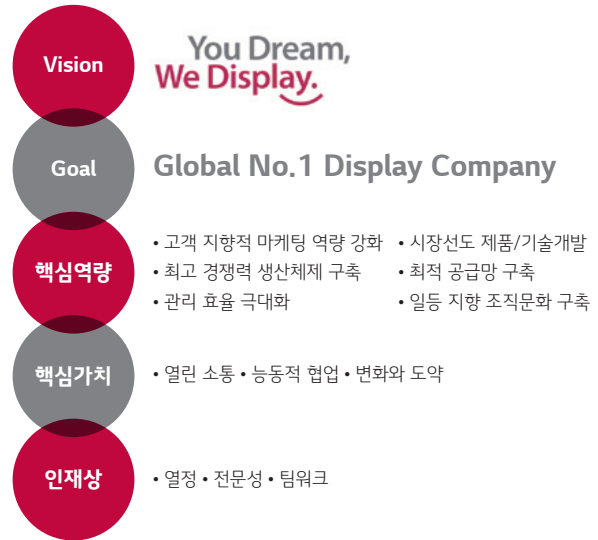 Vision
You Dream,
We Display.
Goal
Global No.1 Display Company
핵심역량
• 고객 지향적 마케팅 역량 강화 • 시장선도 제품/기술개발
• 최고 경쟁력 생산체제 구축 • 최적 공급망 구축
• 관리 효율 극대화 • 일등 지향 조직문화 구축
핵심가치
• 열린 소통 • 능동적 협업 • 변화와 도약
인재상
• 열정 • 전문성 • 팀워크